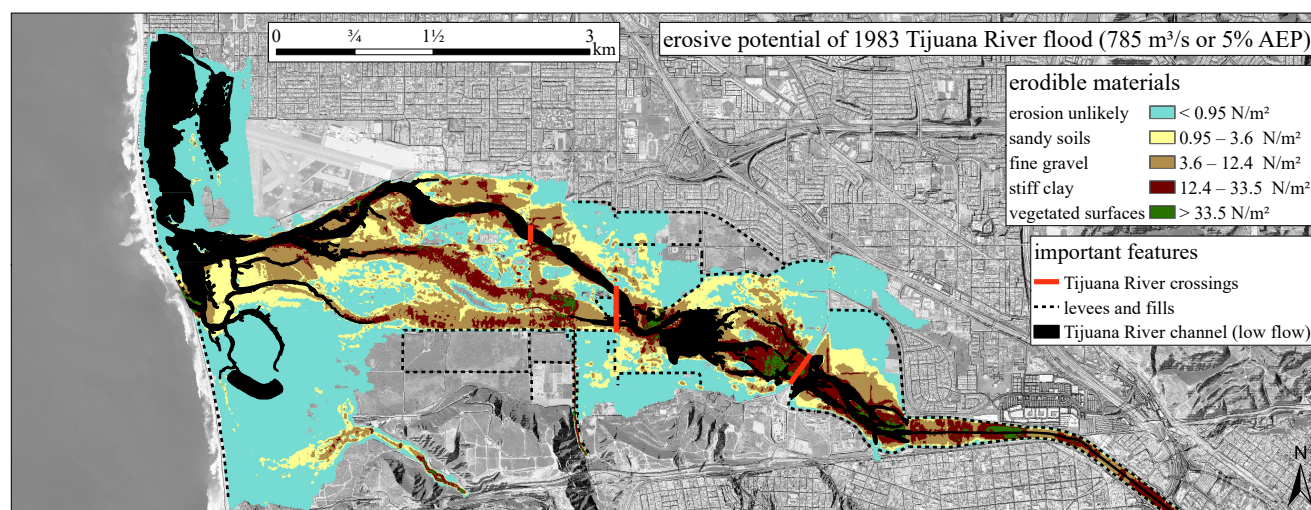 0 ¾ 1½ 3
km
erosive potential of 1983 Tijuana River flood (785 m³/s or 5% AEP)
erodible materials
erosion unlikely < 0.95 N/m²
sandy soils 0.95 – 3.6 N/m²
fine gravel 3.6 – 12.4 N/m²
stiff clay 12.4 – 33.5 N/m²
vegetated surfaces > 33.5 N/m²
important features
Tijuana River crossings
levees and fills
Tijuana River channel (low flow)
N